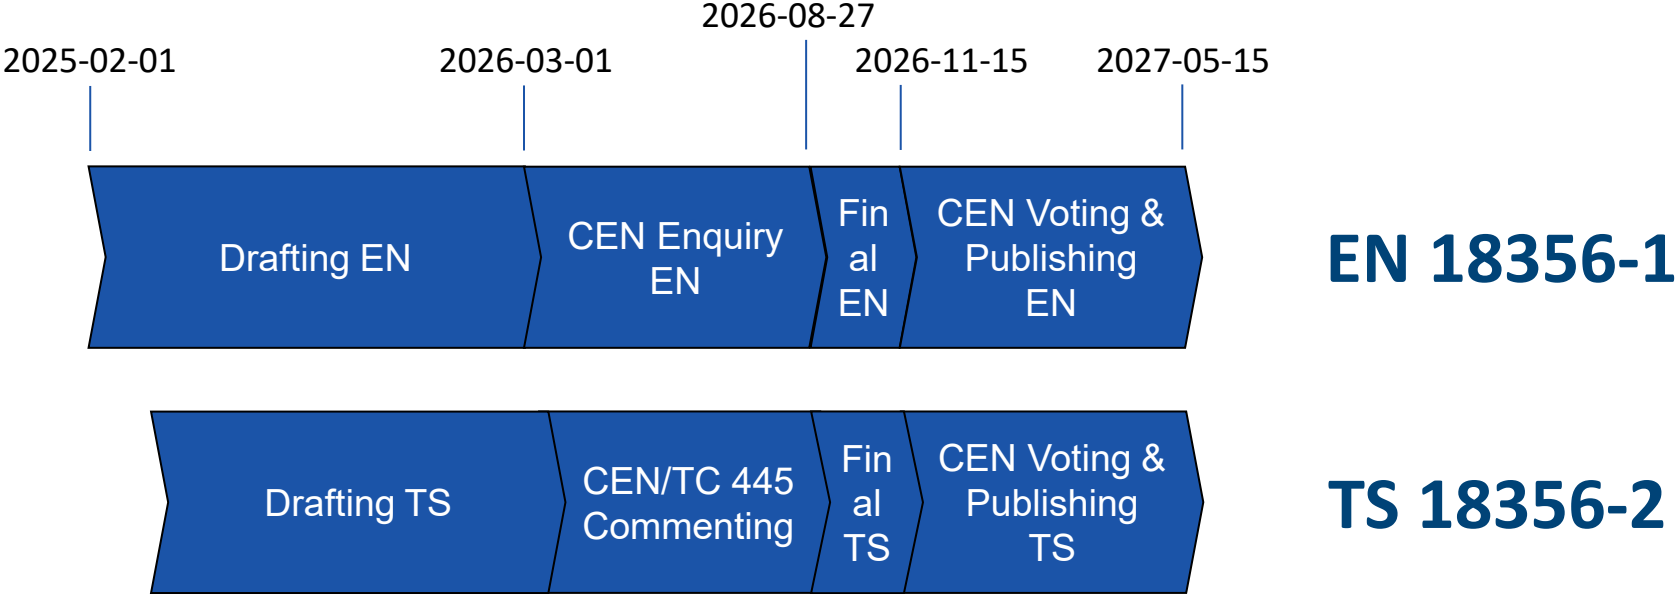 2026-08-27
2025-02-01
2026-03-01
2026-11-15
2027-05-15
Drafting EN
CEN Enquiry
EN
Fin
al
EN
CEN Voting &
Publishing
EN
EN 18356-1
Drafting TS
CEN/TC 445
Commenting
Fin
al
TS
CEN Voting &
Publishing
TS
TS 18356-2